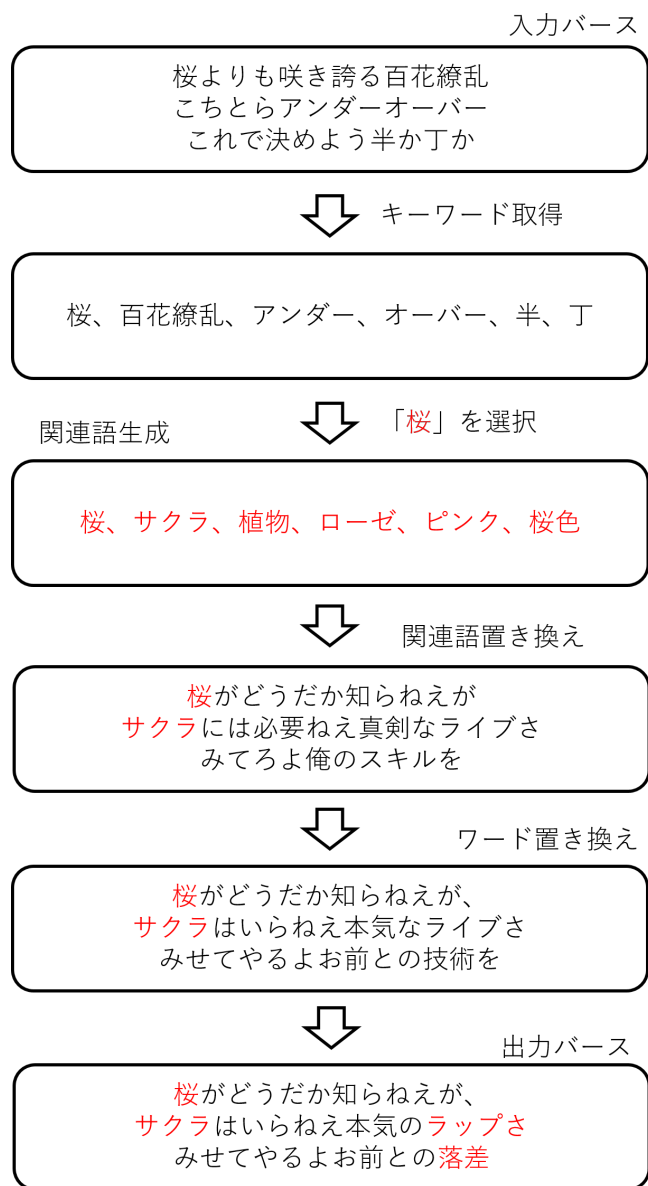 入力バース
桜よりも咲き誇る百花繚乱
こちとらアンダーオーバー
これで決めよう半か丁か
キーワード取得
桜、百花繚乱、アンダー、オーバー、半、丁
「桜」を選択
関連語生成
桜、サクラ、植物、ローゼ、ピンク、桜色
関連語置き換え
桜がどうだか知らねえが
サクラには必要ねえ真剣なライブさ
みてろよ俺のスキルを
ワード置き換え
桜がどうだか知らねえが、
サクラはいらねえ本気なライブさ
みせてやるよお前との技術を
出力バース
桜がどうだか知らねえが、
サクラはいらねえ本気のラップさ
みせてやるよお前との落差